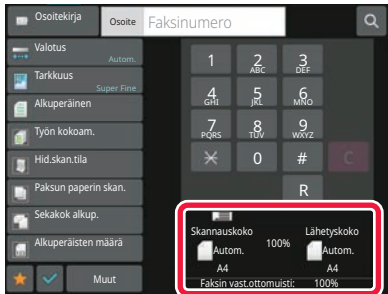 Osoitekirja
Osoite
Faksinumero
Valotus
Autom.
Tarkkuus
Super Fine
Alkuperäinen
Työn kokoam.
Hid.skan.tila
Paksun paperin skan.
Sekakok alkup.
Alkuperäisten määrä
Muut
1
2
ABC
3
DEF
4
GHI
5
JKL
6
MNO
7
PQRS
8
TUV
9
WXYZ
0
#
C
R
Skannauskoko
Autom.
A4
100%
Lähetyskoko
Autom.
A4
Faksin vast.ottomuisti: 100%